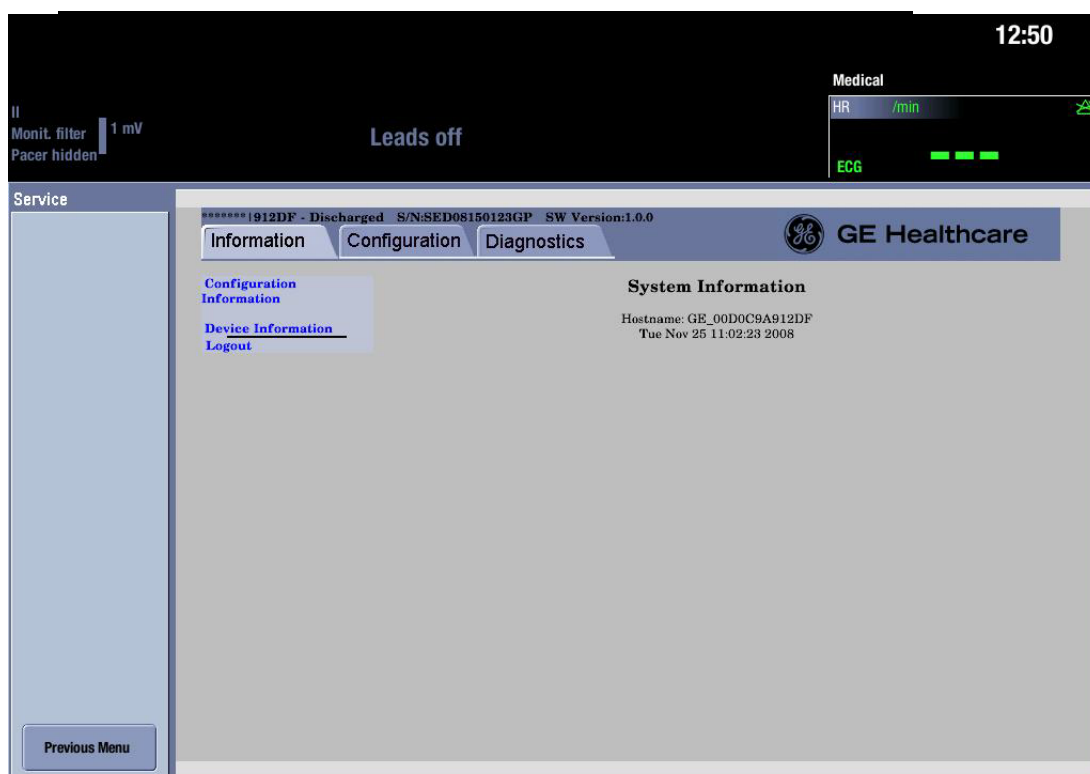 12:50
Medical
HR /min
II
Monit. filter 1 mV
Pacer hidden
Leads off
ECG
Service
*******|912DF - Discharged S/N:SED08150123GP SW Version:1.0.0
Information Configuration Diagnostics
GE Healthcare
Configuration
Information
Device Information
Logout
System Information
Hostname: GE_00D0C9A912DF
Tue Nov 25 11:02:23 2008
Previous Menu